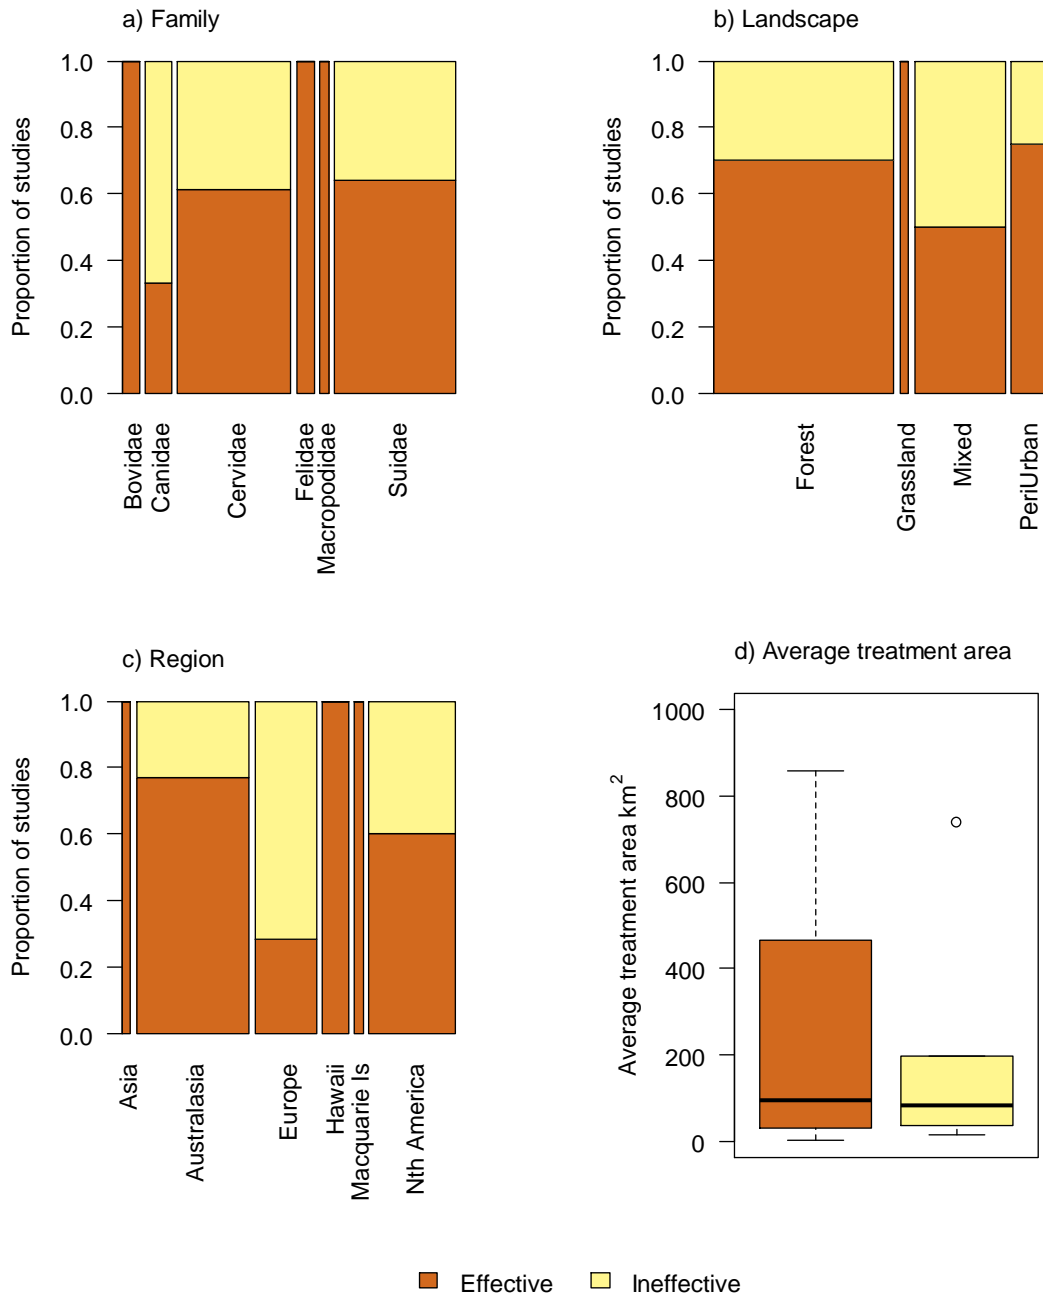 a) Family
Proportion of studies
1.0
0.8
0.6
0.4
0.2
0.0
Bovidae
Canidae
Cervidae
Felidae
Macropodidae
Suidae
b) Landscape
Proportion of studies
1.0
0.8
0.6
0.4
0.2
0.0
Forest
Grassland
Mixed
PeriUrban
c) Region
Proportion of studies
1.0
0.8
0.6
0.4
0.2
0.0
Asia
Australasia
Europe
Hawaii
Macquarie Is
Nth America
d) Average treatment area
Average treatment area km²
1000
800
600
400
200
0
Effective
Ineffective